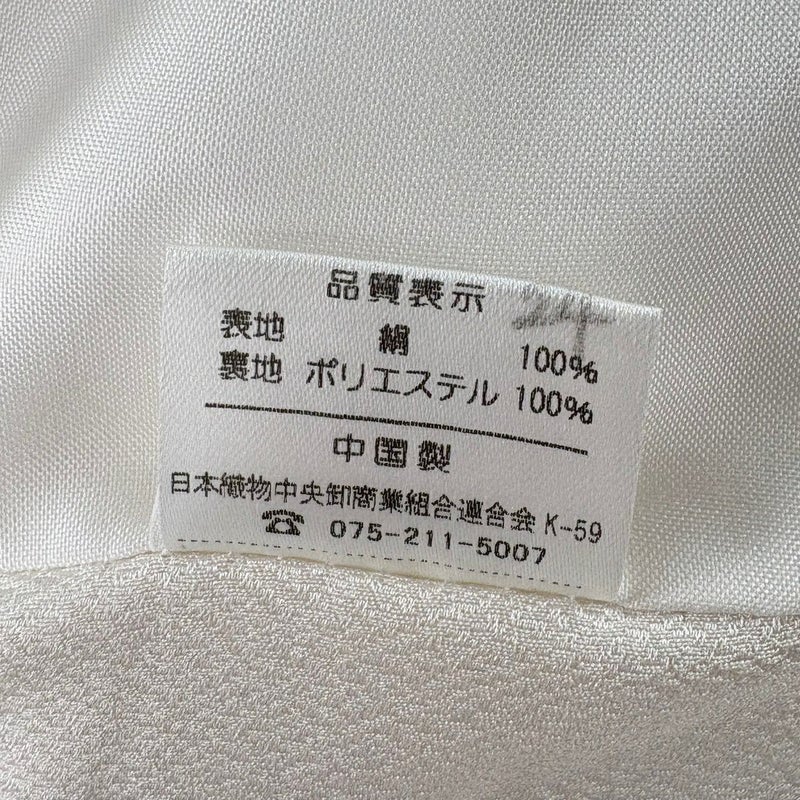 品質表示 24
表地 絹 100%
裏地 ポリエステル 100%
中国製
日本織物中央卸商業組合連合会 K-59
☎ 075-211-5007